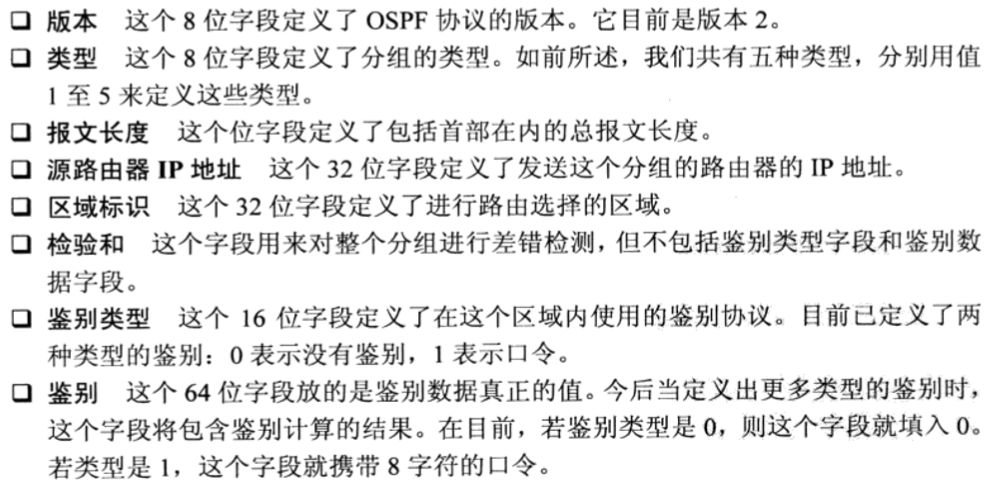 ❑ 版本 这个 8 位字段定义了 OSPF 协议的版本。它目前是版本 2。
❑ 类型 这个 8 位字段定义了分组的类型。如前所述，我们共有五种类型，分别用值
1 至 5 来定义这些类型。
❑ 报文长度 这个位字段定义了包括首部在内的总报文长度。
❑ 源路由器 IP 地址 这个 32 位字段定义了发送这个分组的路由器的 IP 地址。
❑ 区域标识 这个 32 位字段定义了进行路由选择的区域。
❑ 检验和 这个字段用来对整个分组进行差错检测，但不包括鉴别类型字段和鉴别数
据字段。
❑ 鉴别类型 这个 16 位字段定义了在这个区域内使用的鉴别协议。目前已定义了两
种类型的鉴别：0 表示没有鉴别，1 表示口令。
❑ 鉴别 这个 64 位字段放的是鉴别数据真正的值。今后当定义出更多类型的鉴别时，
这个字段将包含鉴别计算的结果。在目前，若鉴别类型是 0，则这个字段就填入 0。
若类型是 1，这个字段就携带 8 字符的口令。